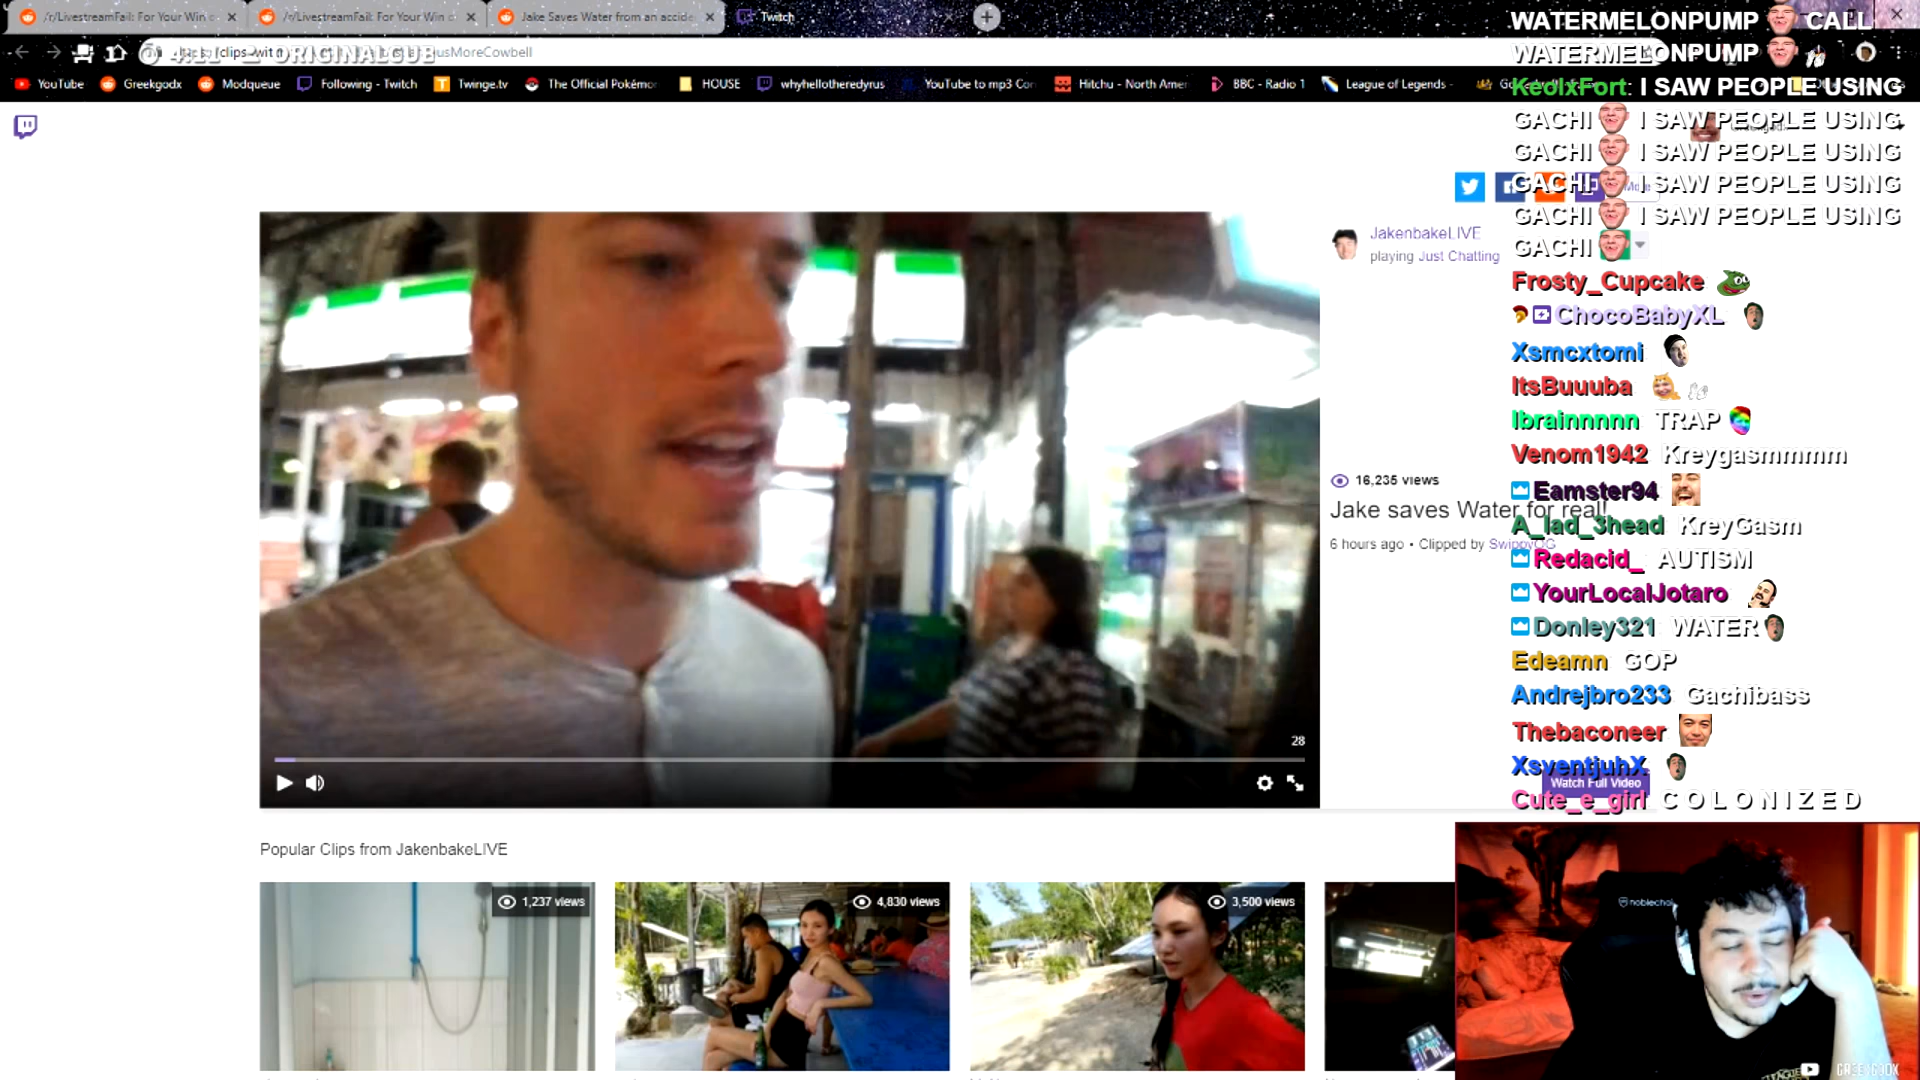 /r/LivestreamFail: For Your Win
/r/LivestreamFail: For Your Win
Jake Saves Water from an accide
Twitch
usMoreCowbell
YouTube
Greekgodx
Modqueue
Following - Twitch
Twinge.tv
The Official Pokémon
HOUSE
whyhellotheredyrus
YouTube to mp3 Con
Hitchu - North Amer
BBC - Radio 1
League of Legends -
WATERMELONPUMP CALL
WATERMELONPUMP
I SAW PEOPLE USING
GACHI I SAW PEOPLE USING
GACHI I SAW PEOPLE USING
GACHI I SAW PEOPLE USING
GACHI I SAW PEOPLE USING
GACHI
Frosty_Cupcake
ChocoBabyXL
Xsmcxtomi
ItsBuuuba
Ibrainnnnn TRAP
Venom1942 Kreygasmmmm
Eamster94
A_lad_3head KreyGasm
Redacid_ AUTISM
YourLocalJotaro
Donley321 WATER
Edeamn GOP
Andrejbro233 Gachibass
Thebaconeer
XsventjuhX
Cute_e_girl C O L O N I Z E D
JakenbakeLIVE
playing Just Chatting
16,235 views
Jake saves Water for real!
6 hours ago • Clipped by SwippyOG
Watch Full Video
28
Popular Clips from JakenbakeLIVE
1,237 views
4,830 views
3,500 views
noblechai
GREEKGODX